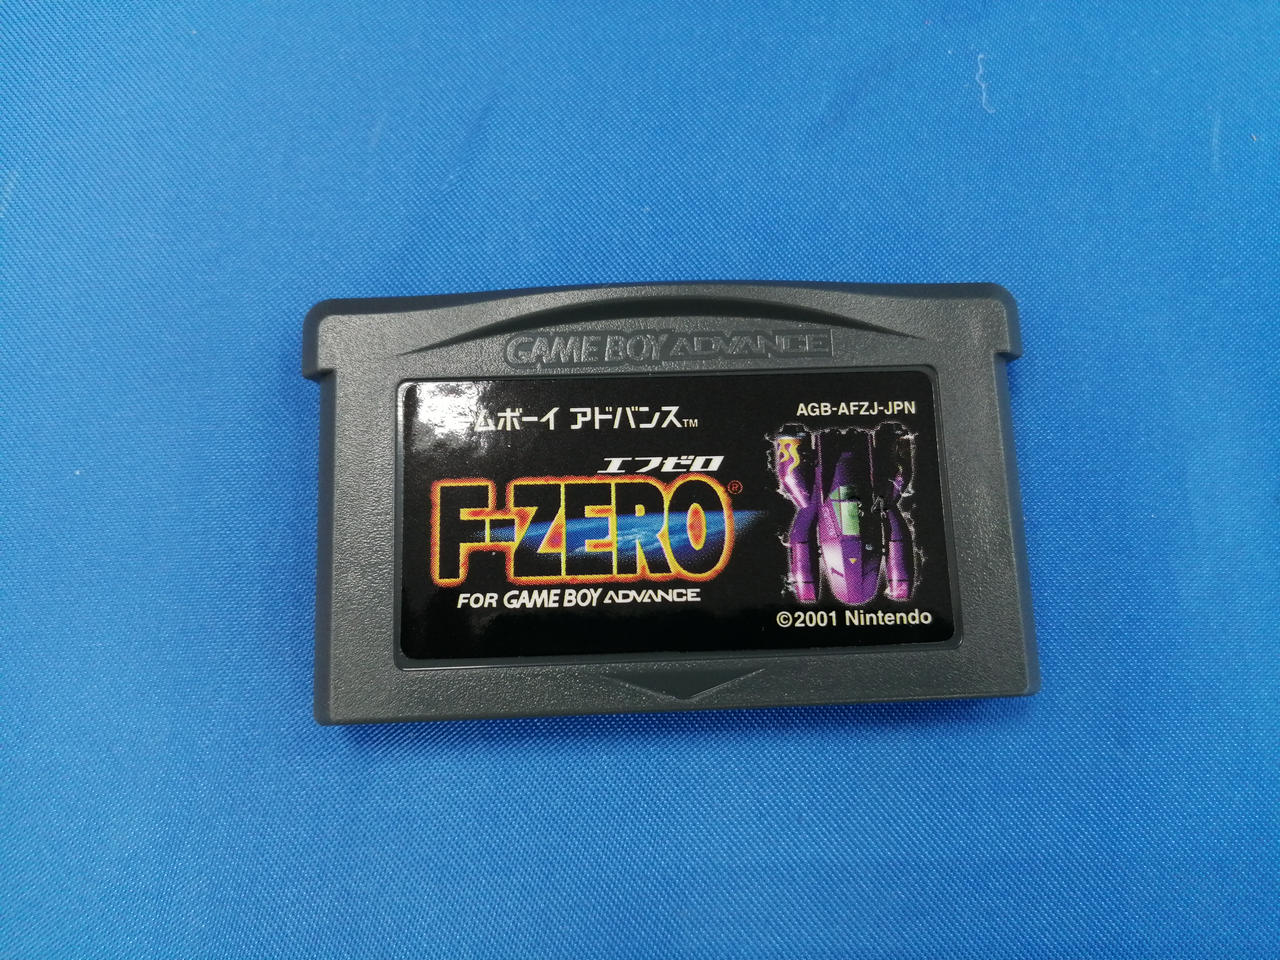 GAME BOY ADVANCE
ームボーイ アドバンス™
AGB-AFZJ-JPN
エフゼロ
F-ZERO®
FOR GAME BOY ADVANCE
©2001 Nintendo